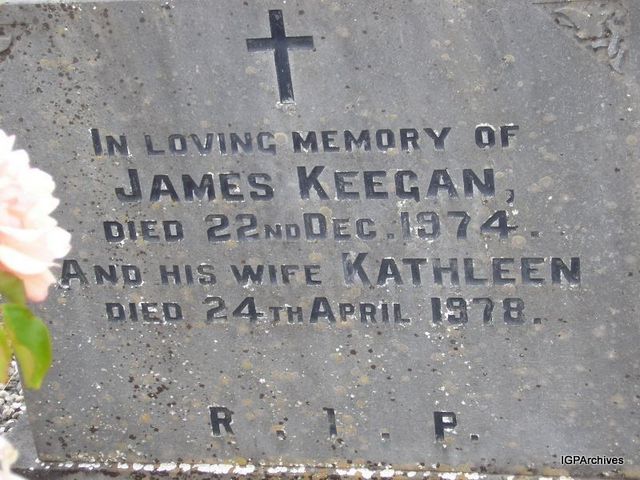 IN LOVING MEMORY OF
JAMES KEEGAN,
DIED 22ND DEC. 1974.
AND HIS WIFE KATHLEEN
DIED 24TH APRIL 1978.
R. I. P.
IGPArchives